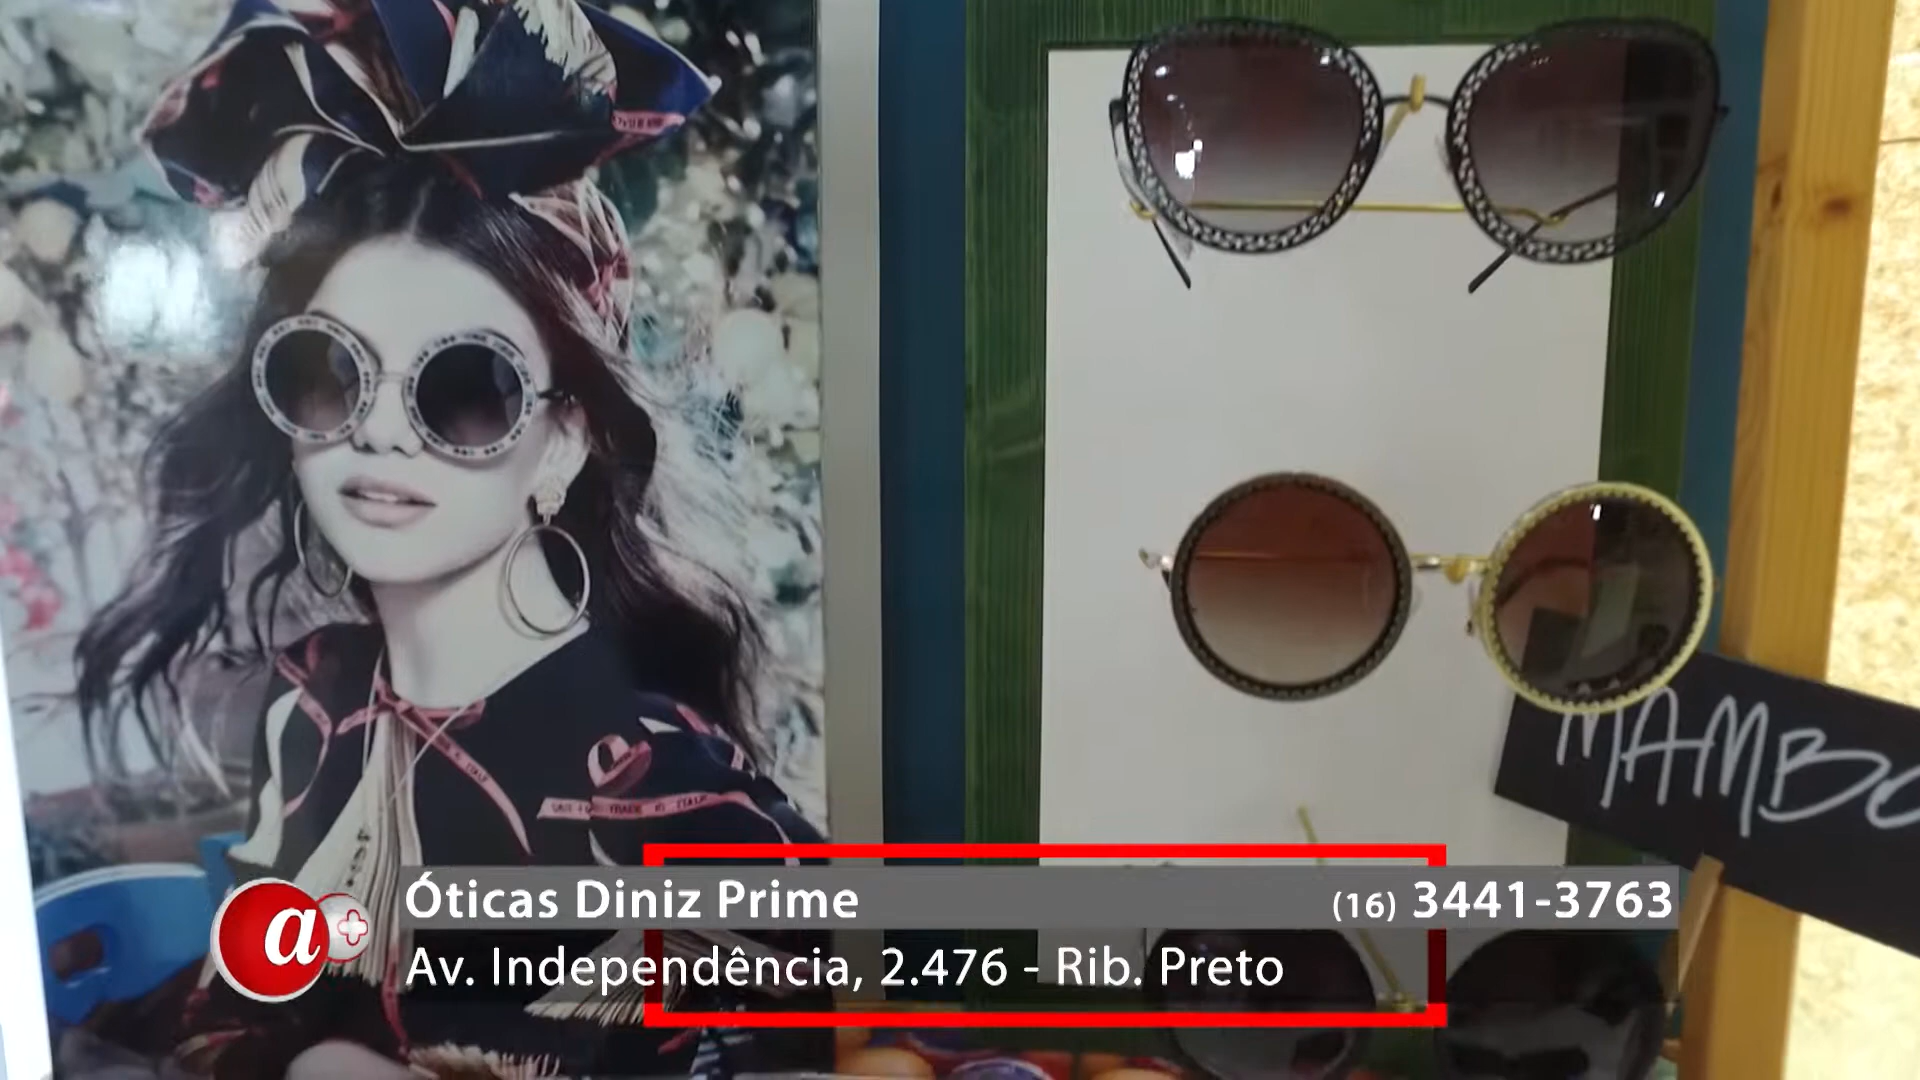 MAMBO
a+
Óticas Diniz Prime
(16) 3441-3763
Av. Independência, 2.476 - Rib. Preto